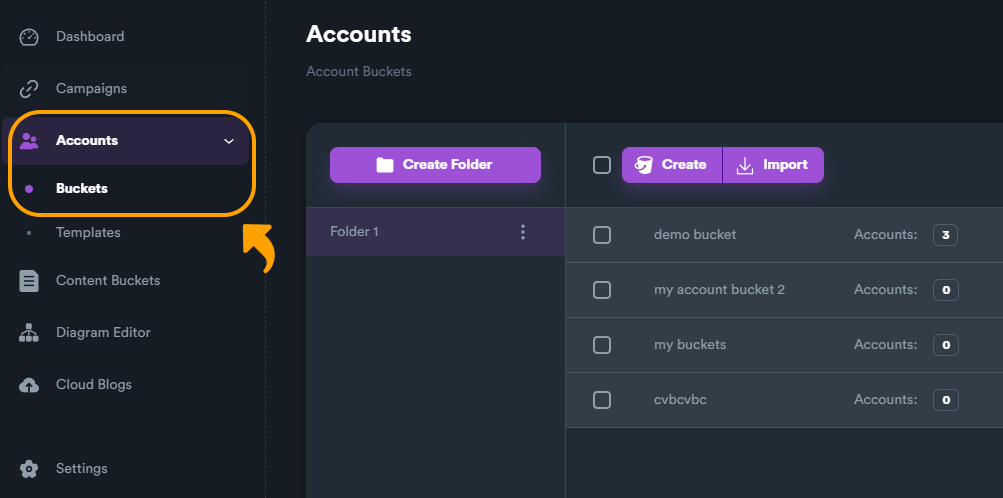 Dashboard
Campaigns
Accounts
Buckets
Templates
Content Buckets
Diagram Editor
Cloud Blogs
Settings
Accounts
Account Buckets
Create Folder
Folder 1
Create Import
demo bucket Accounts: 3
my account bucket 2 Accounts: 0
my buckets Accounts: 0
cvbcvbc Accounts: 0